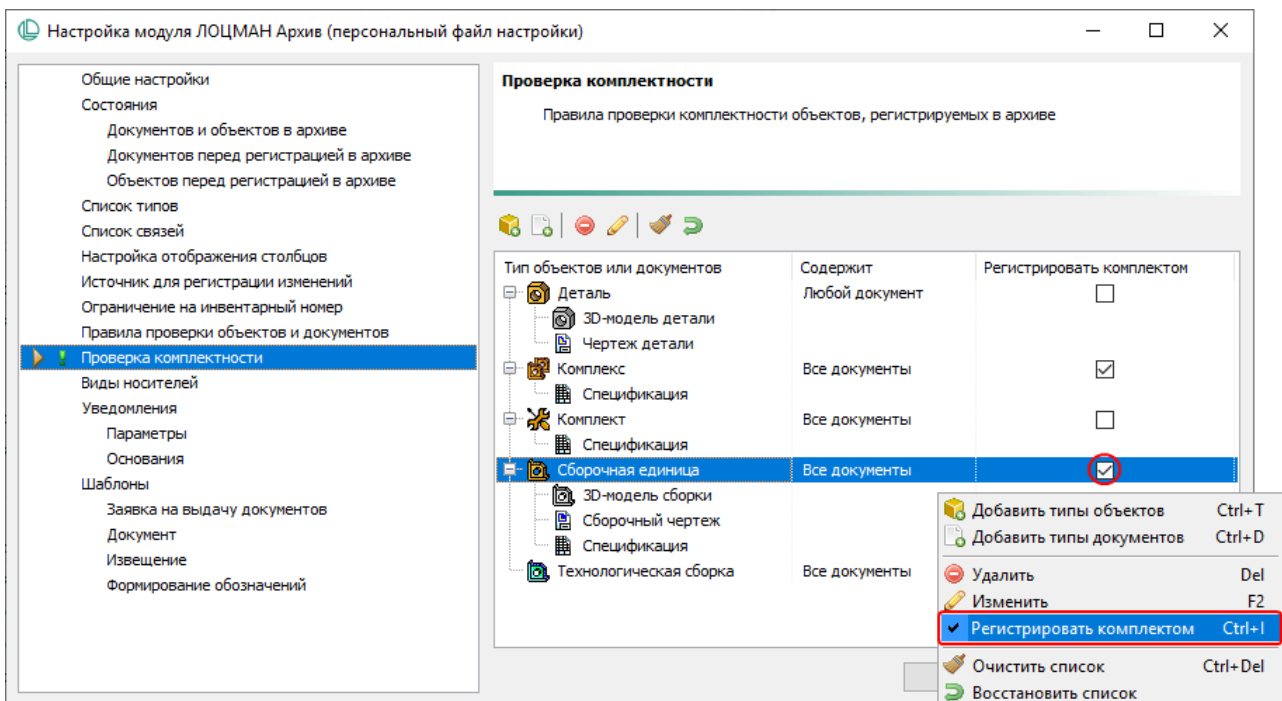 Настройка модуля ЛОЦМАН Архив (персональный файл настройки)
Общие настройки
Состояния
Документов и объектов в архиве
Документов перед регистрацией в архиве
Объектов перед регистрацией в архиве
Список типов
Список связей
Настройка отображения столбцов
Источник для регистрации изменений
Ограничение на инвентарный номер
Правила проверки объектов и документов
Проверка комплектности
Виды носителей
Уведомления
Параметры
Основания
Шаблоны
Заявка на выдачу документов
Документ
Извещение
Формирование обозначений
Проверка комплектности
Правила проверки комплектности объектов, регистрируемых в архиве
Тип объектов или документов Содержит Регистрировать комплектом
Деталь Любой документ
3D-модель детали
Чертеж детали
Комплекс Все документы
Спецификация
Комплект Все документы
Спецификация
Сборочная единица Все документы
3D-модель сборки
Сборочный чертеж
Спецификация
Технологическая сборка Все документы
Добавить типы объектов Ctrl+T
Добавить типы документов Ctrl+D
Удалить Del
Изменить F2
Регистрировать комплектом Ctrl+I
Очистить список Ctrl+Del
Восстановить список